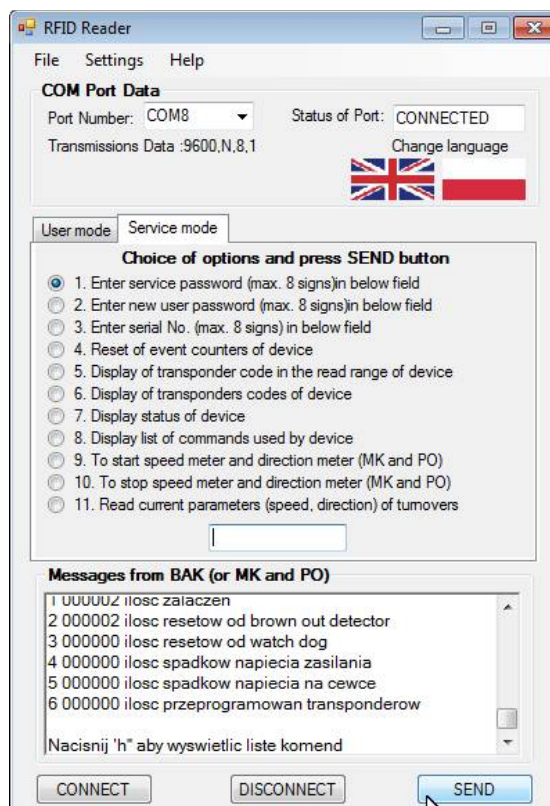 RFID Reader
File Settings Help
COM Port Data
Port Number: COM8 Status of Port: CONNECTED
Transmissions Data :9600,N,8,1 Change language
User mode Service mode
Choice of options and press SEND button
1. Enter service password (max. 8 signs)in below field
2. Enter new user password (max. 8 signs) in below field
3. Enter serial No. (max. 8 signs) in below field
4. Reset of event counters of device
5. Display of transponder code in the read range of device
6. Display of transponders codes of device
7. Display status of device
8. Display list of commands used by device
9. To start speed meter and direction meter (MK and PO)
10. To stop speed meter and direction meter (MK and PO)
11. Read current parameters (speed, direction) of turnovers
Messages from BAK (or MK and PO)
1 000002 ilosc zalaczen
2 000002 ilosc resetow od brown out detector
3 000000 ilosc resetow od watch dog
4 000000 ilosc spadkow napiecia zasilania
5 000000 ilosc spadkow napiecia na cewce
6 000000 ilosc przeprogramowan transponderow
Nacisnij 'h" aby wyswietlic liste komend
CONNECT DISCONNECT SEND